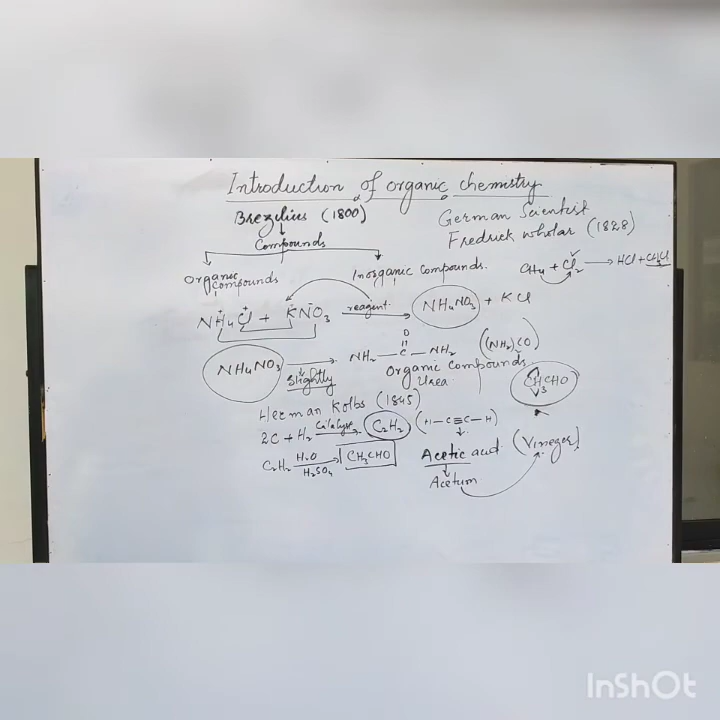 Introduction of organic chemistry
Brezilius (1800)
Compounds
Organic compounds
Inorganic compounds.
German Scientist
Fredrick wholar (1828)
CH4 + Cl2 → HCl + CH3Cl
NH4Cl + KNO3 reagent → NH4NO3 + KCl
NH4NO3 slightly → NH2 - C - NH2
O
(NH2)2CO
Organic compounds
Urea
CH3CHO
Herman Kolbs (1845)
2C + H2 Catalyse → C2H2 (H-C≡C-H)
C2H2 H2O → CH3CHO
H2SO4
Acetic acid (Vineger)
Acetum
InShOt